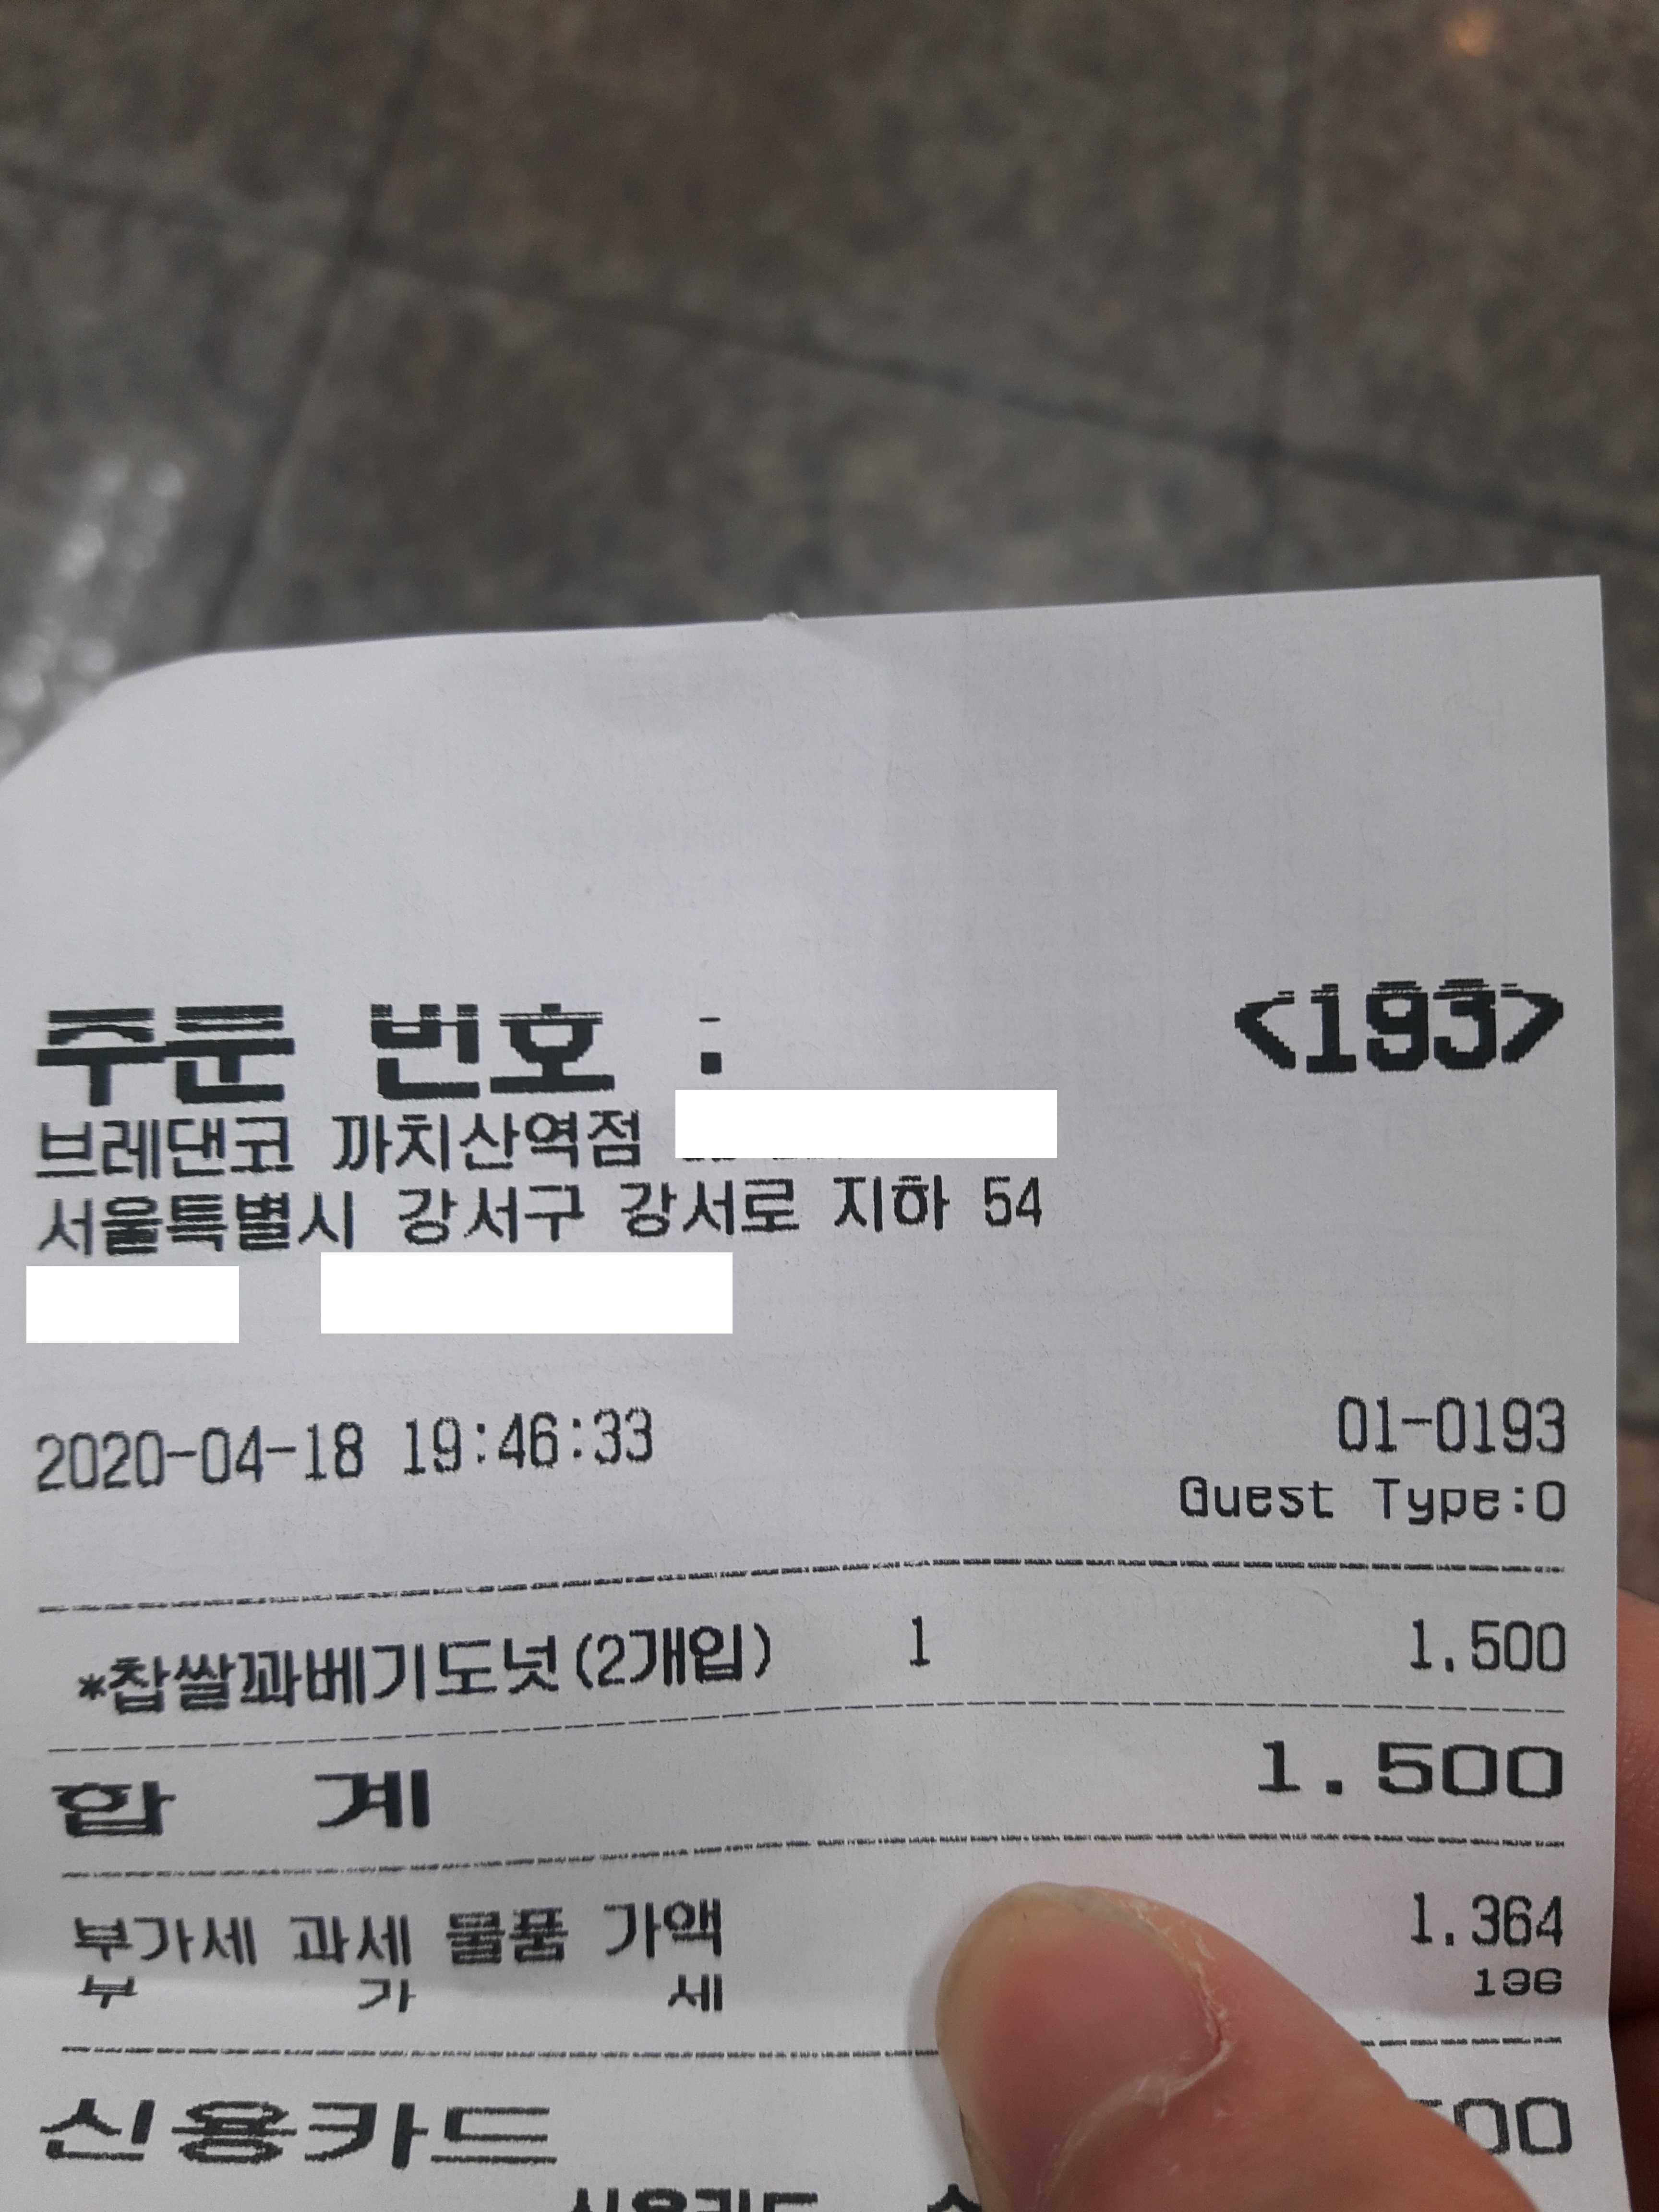 주문 번호 : <193>
브레댄코 까치산역점
서울특별시 강서구 강서로 지하 54
2020-04-18 19:46:33 01-0193
Guest Type:0
*찹쌀꽈베기도넛(2개입) 1 1.500
합 계 1.500
부가세 과세 물품 가액 1.364
부 가 세 136
신용카드